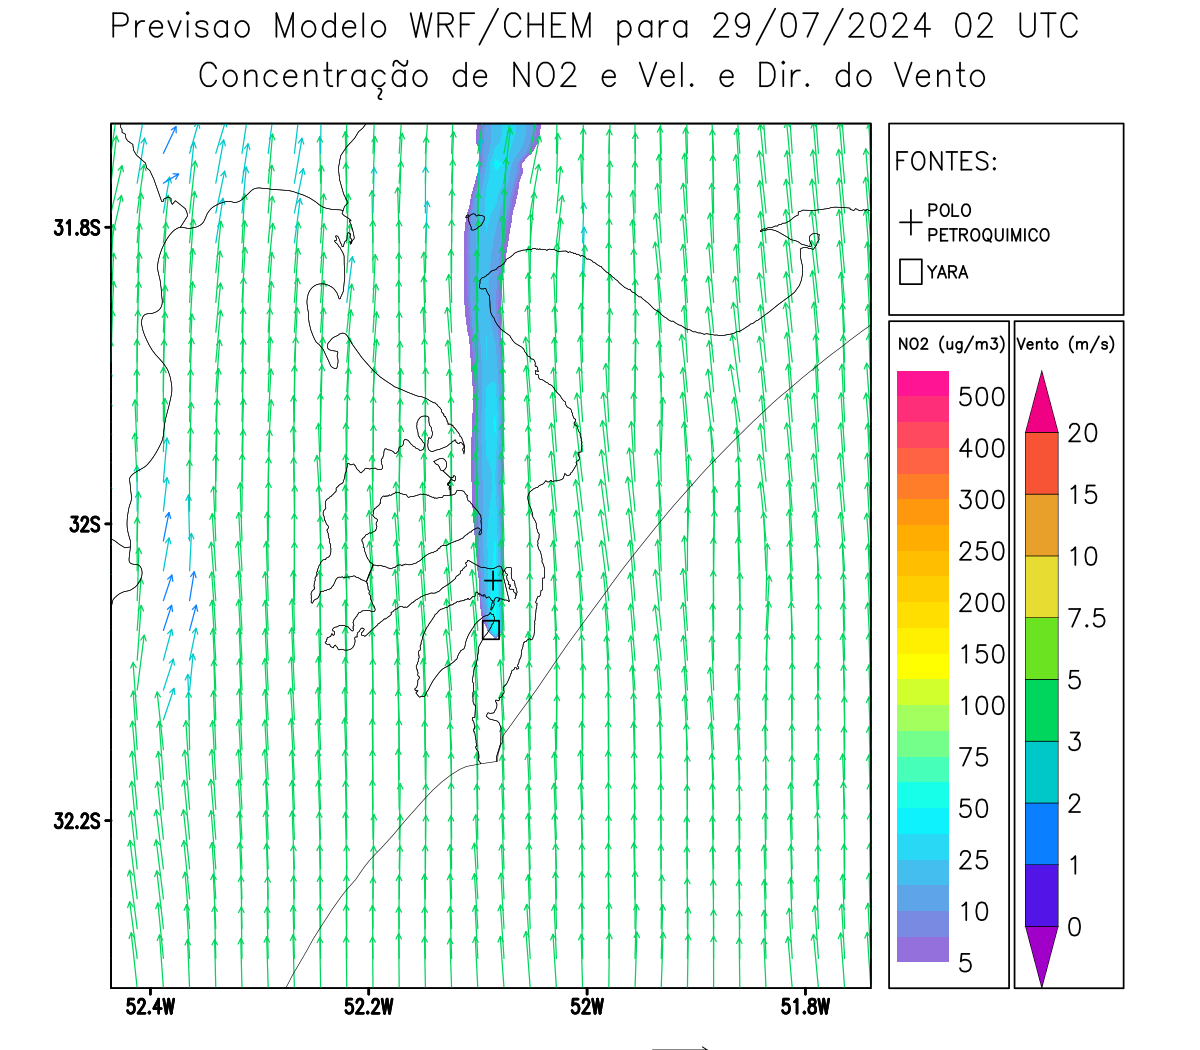 Previsao Modelo WRF/CHEM para 29/07/2024 02 UTC
Concentração de NO2 e Vel. e Dir. do Vento
FONTES:
POLO
PETROQUIMICO
YARA
NO2 (ug/m3)
500
400
300
250
200
150
100
75
50
25
10
5
Vento (m/s)
20
15
10
7.5
5
3
2
1
0
31.8S
32S
32.2S
52.4W
52.2W
52W
51.8W